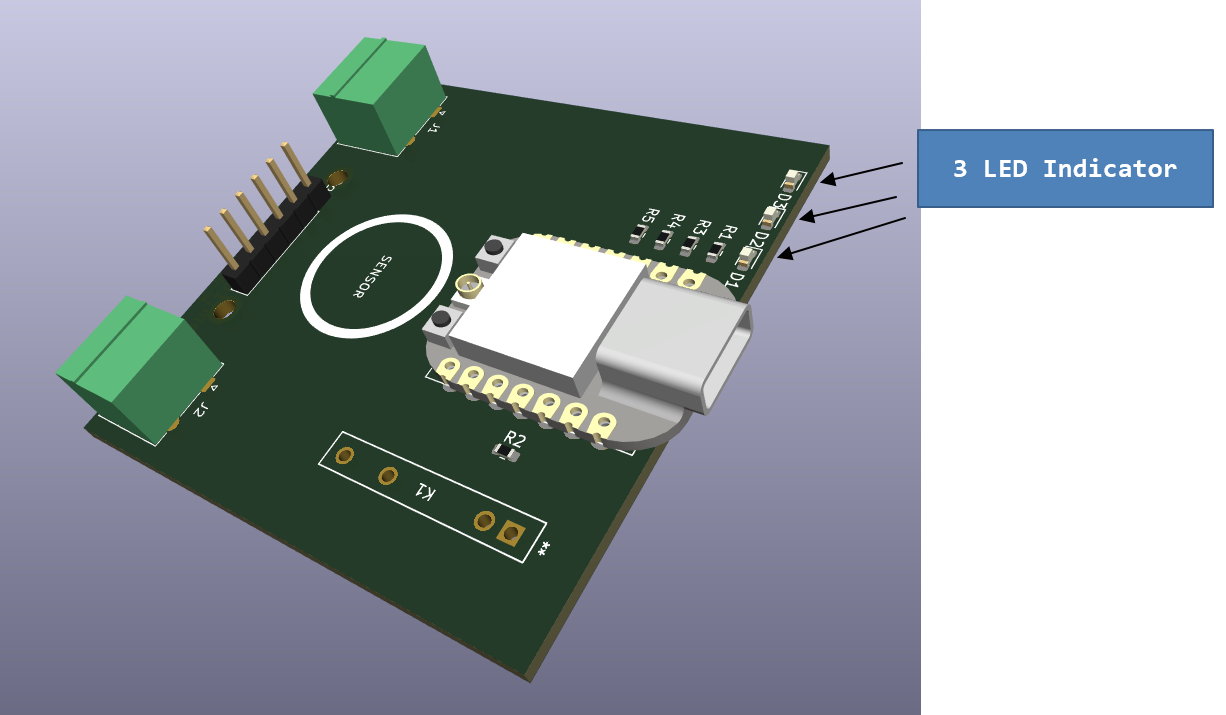 3 LED Indicator
J1
D3
D2
D1
R5
R4
R3
R1
SENSOR
J2
R2
K1
**